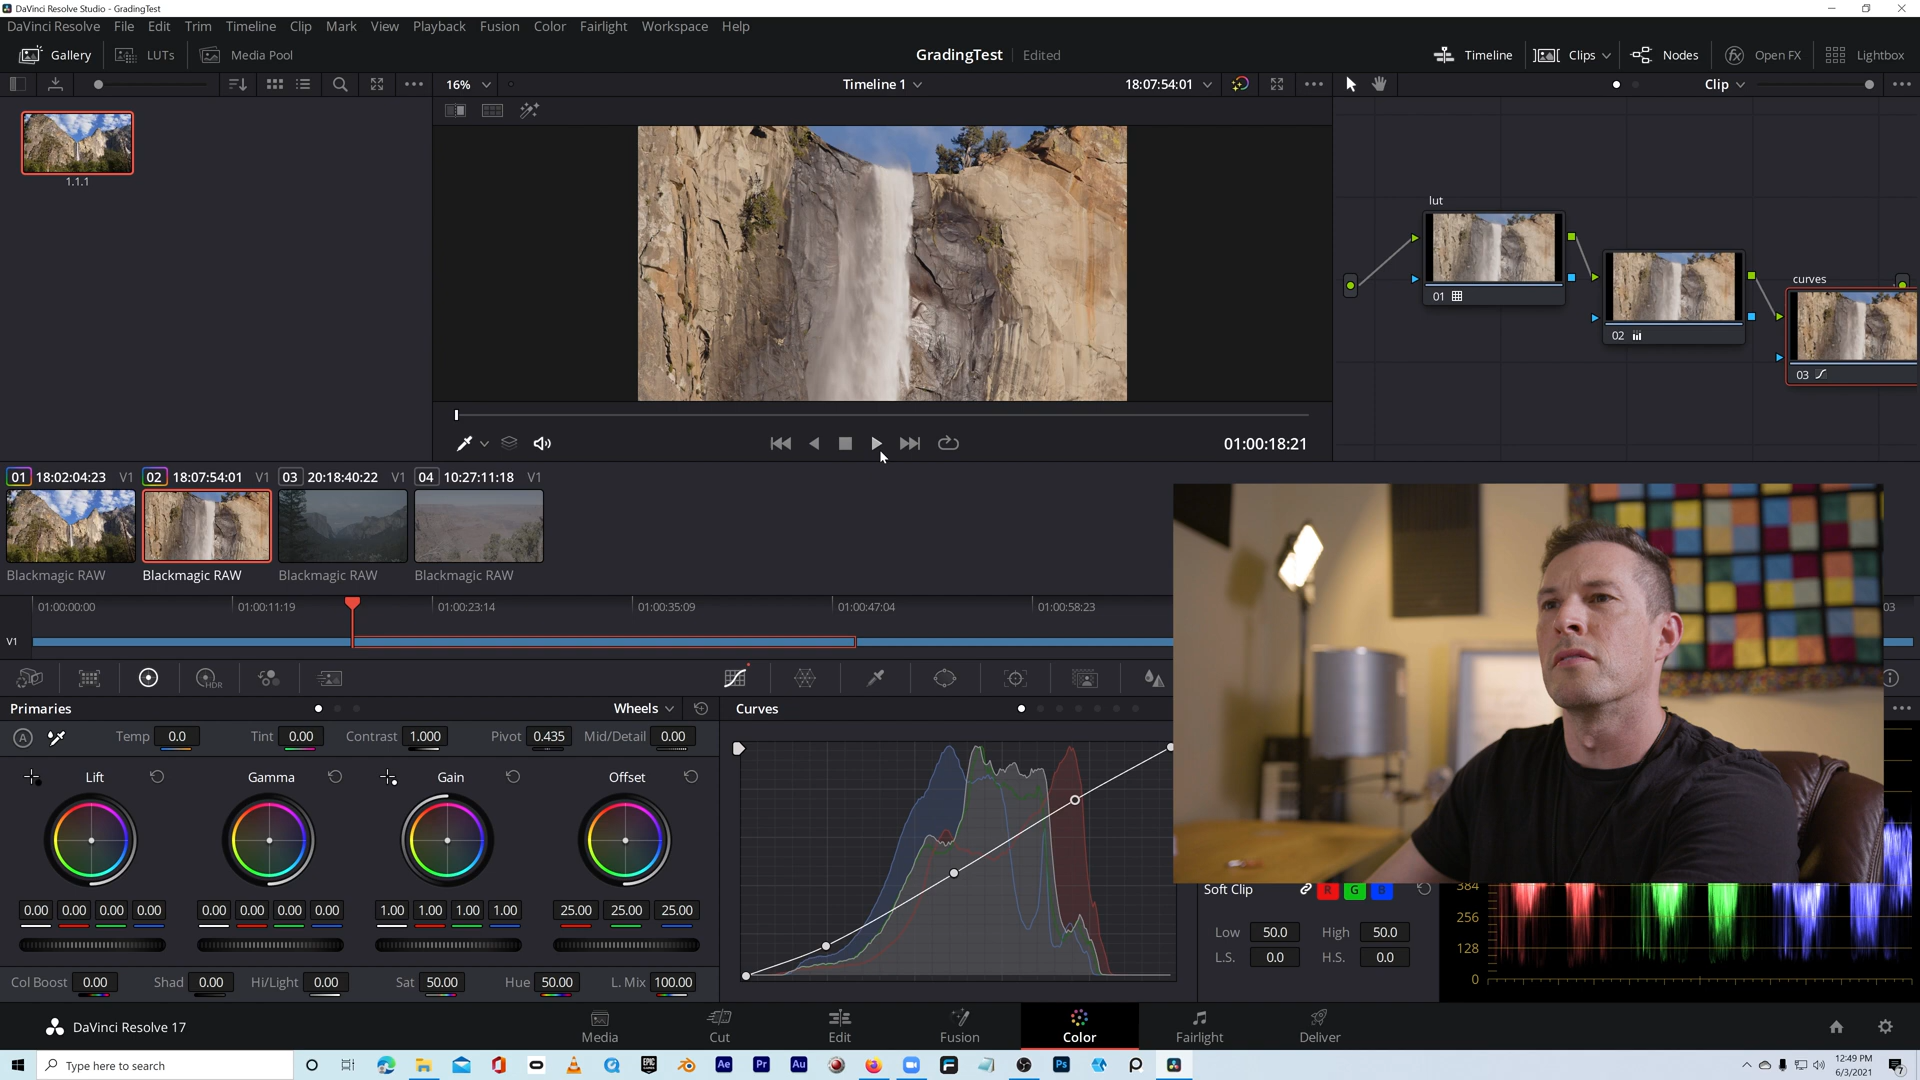 DaVinci Resolve Studio - GradingTest
DaVinci Resolve File Edit Trim Timeline Clip Mark View Playback Fusion Color Fairlight Workspace Help
Gallery LUTs Media Pool GradingTest Edited Timeline Clips Nodes Open FX Lightbox
16% Timeline 1 18:07:54:01 Clip
1.1.1
lut
01
02
curves
03
01:00:18:21
01 18:02:04:23 V1 02 18:07:54:01 V1 03 20:18:40:22 V1 04 10:27:11:18 V1
Blackmagic RAW Blackmagic RAW Blackmagic RAW Blackmagic RAW
01:00:00:00 01:00:11:19 01:00:23:14 01:00:35:09 01:00:47:04 01:00:58:23 03
V1
HDR
Primaries Wheels Curves
A Temp 0.0 Tint 0.00 Contrast 1.000 Pivot 0.435 Mid/Detail 0.00
Lift Gamma Gain Offset
0.00 0.00 0.00 0.00 0.00 0.00 0.00 0.00 1.00 1.00 1.00 1.00 25.00 25.00 25.00
Col Boost 0.00 Shad 0.00 Hi/Light 0.00 Sat 50.00 Hue 50.00 L. Mix 100.00
Soft Clip R G B
Low 50.0 High 50.0
L.S. 0.0 H.S. 0.0
384
256
128
0
DaVinci Resolve 17 Media Cut Edit Fusion Color Fairlight Deliver
Type here to search EPIC GAMES Ae Pr Au Ps 12:49 PM
6/3/2021 7